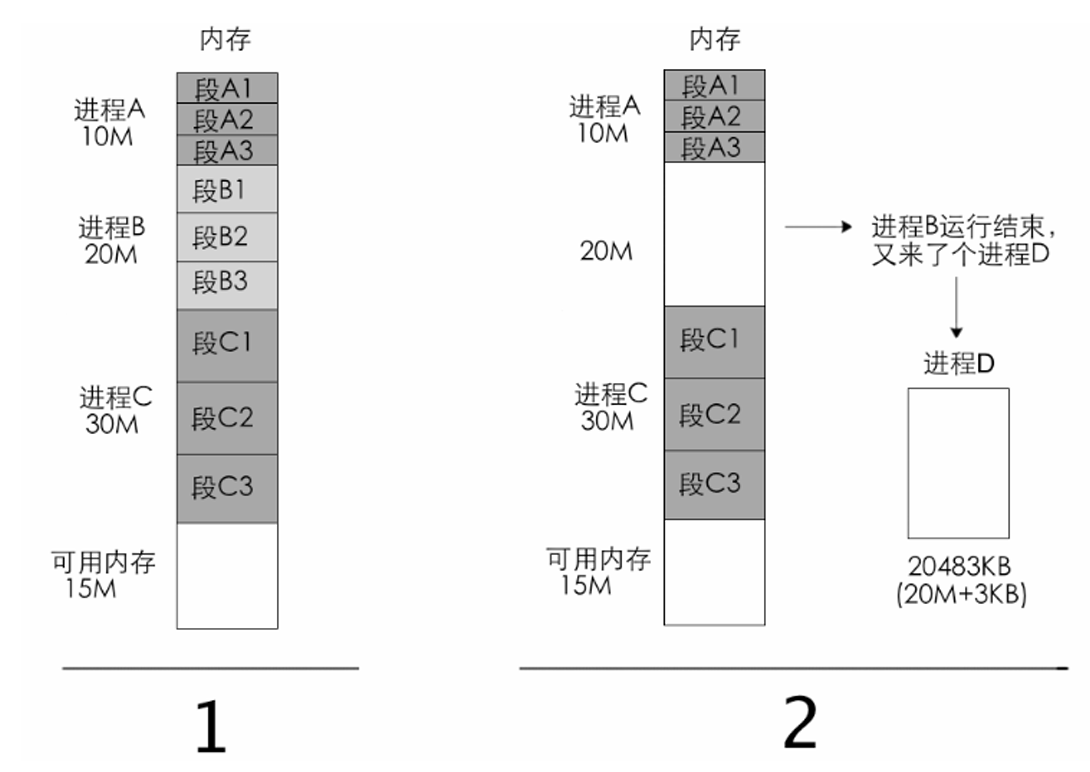 内存
进程A
10M
段A1
段A2
段A3
进程B
20M
段B1
段B2
段B3
进程C
30M
段C1
段C2
段C3
可用内存
15M
1
内存
进程A
10M
段A1
段A2
段A3
20M
进程B运行结束，
又来了个进程D
进程D
20483KB
(20M+3KB)
进程C
30M
段C1
段C2
段C3
可用内存
15M
2